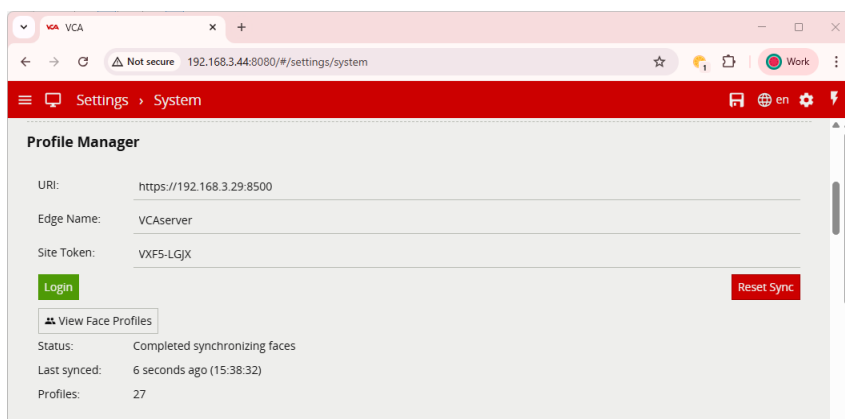 VCA VCA
Not secure 192.168.3.44:8080/#/settings/system 1 Work
Settings › System en
Profile Manager
URI: https://192.168.3.29:8500
Edge Name: VCAserver
Site Token: VXF5-LGJX
Login Reset Sync
View Face Profiles
Status: Completed synchronizing faces
Last synced: 6 seconds ago (15:38:32)
Profiles: 27